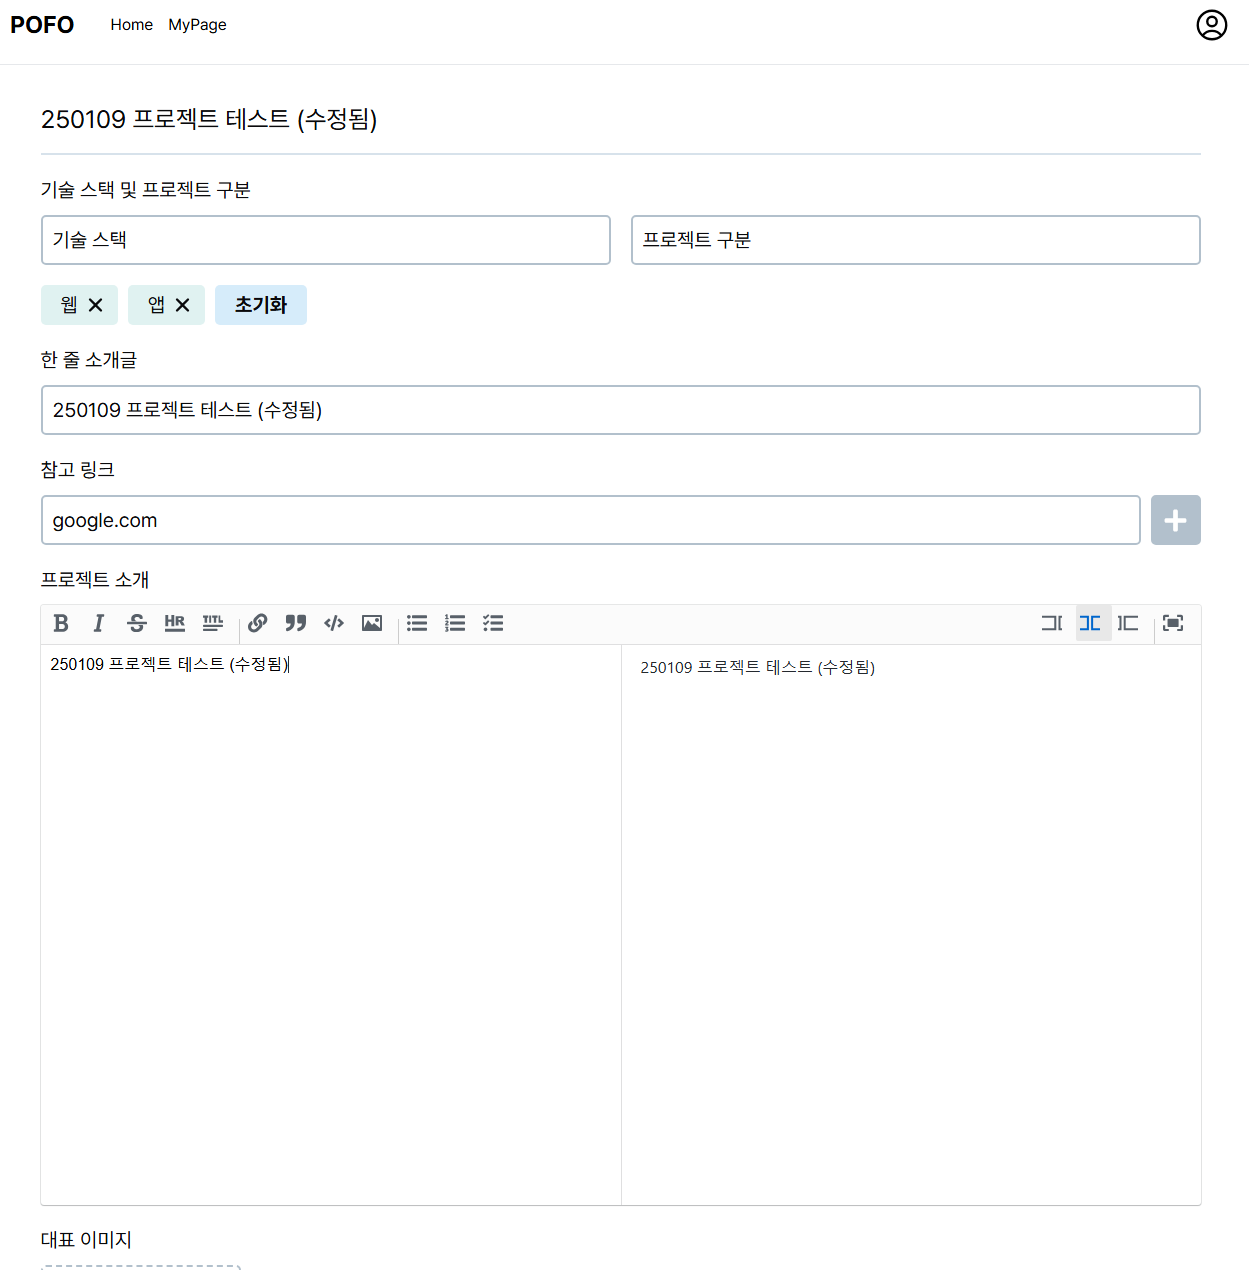 POFO Home MyPage
250109 프로젝트 테스트 (수정됨)
기술 스택 및 프로젝트 구분
기술 스택 프로젝트 구분
웹 앱 초기화
한 줄 소개글
250109 프로젝트 테스트 (수정됨)
참고 링크
google.com
프로젝트 소개
B I S HR TITL
250109 프로젝트 테스트 (수정됨) 250109 프로젝트 테스트 (수정됨)
대표 이미지